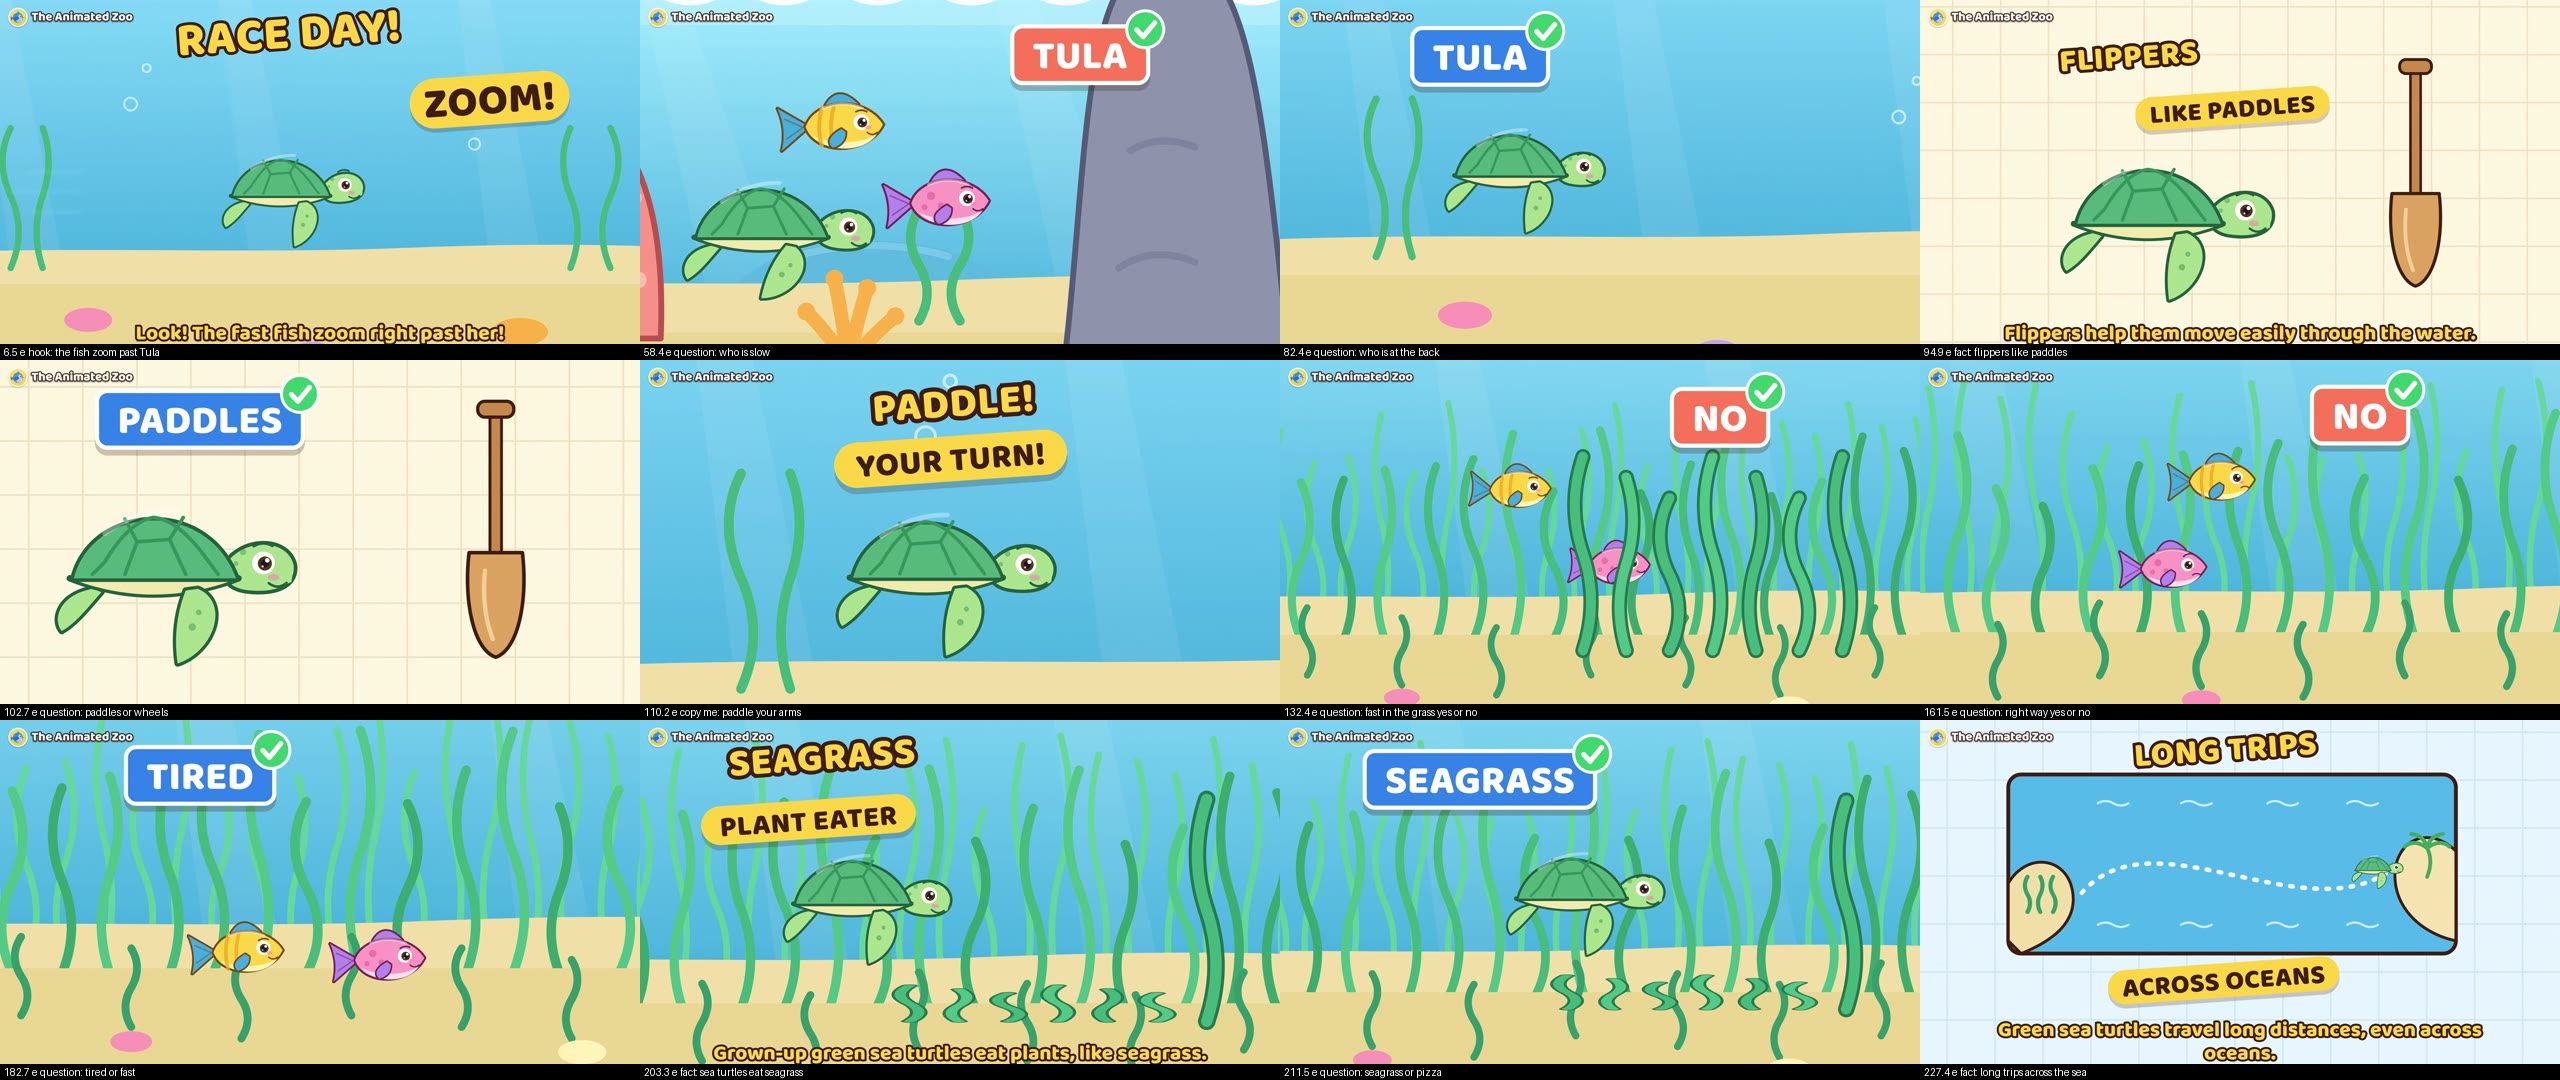 The Animated Zoo
RACE DAY!
ZOOM!
Look! The fast fish zoom right past her!
6.5 e hook: the fish zoom past Tula
The Animated Zoo
TULA
58.4 e question: who is slow
The Animated Zoo
TULA
82.4 e question: who is at the back
The Animated Zoo
FLIPPERS
LIKE PADDLES
Flippers help them move easily through the water.
94.9 e fact: flippers like paddles
The Animated Zoo
PADDLES
102.7 e question: paddles or wheels
The Animated Zoo
PADDLE!
YOUR TURN!
110.2 e copy me: paddle your arms
The Animated Zoo
NO
132.4 e question: fast in the grass yes or no
The Animated Zoo
NO
161.5 e question: right way yes or no
The Animated Zoo
TIRED
182.7 e question: tired or fast
The Animated Zoo
SEAGRASS
PLANT EATER
Grown-up green sea turtles eat plants, like seagrass.
203.3 e fact: sea turtles eat seagrass
The Animated Zoo
SEAGRASS
211.5 e question: seagrass or pizza
The Animated Zoo
LONG TRIPS
ACROSS OCEANS
Green sea turtles travel long distances, even across
oceans.
227.4 e fact: long trips across the sea